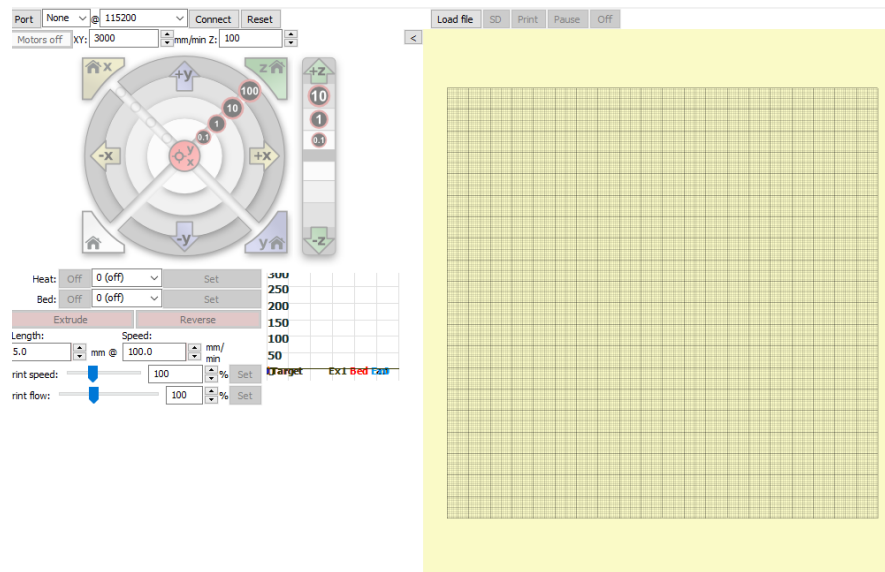 Port None @ 115200 Connect Reset Load file SD Print Pause Off
Motors off XY: 3000 mm/min Z: 100 <
x +y z +z
100 10
10 1
1 0.1
0.1
-x y x +x
-y y -z
Heat: Off 0 (off) Set 300
250
Bed: Off 0 (off) Set 200
Extrude Reverse 150
Length: Speed: 100
5.0 mm @ 100.0 mm/ min 50
rint speed: 100 % Set 0 Target Ex1 Bed Ex0
rint flow: 100 % Set